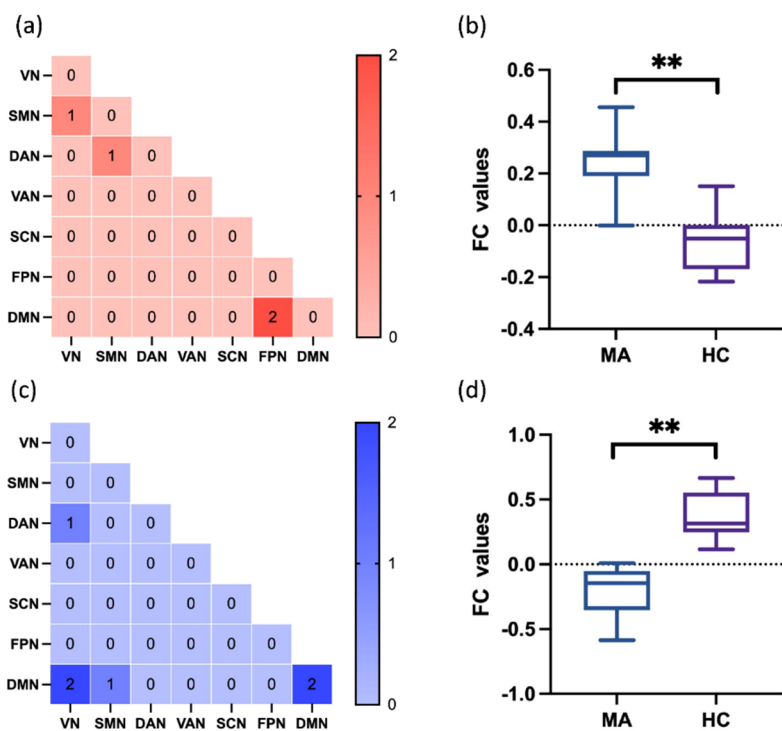 (a)
VN 0
SMN 1 0
DAN 0 1 0
VAN 0 0 0 0
SCN 0 0 0 0 0
FPN 0 0 0 0 0 0
DMN 0 0 0 0 0 2 0
VN SMN DAN VAN SCN FPN DMN
2
1
0
(b)
**
FC values
0.6
0.4
0.2
0.0
-0.2
-0.4
MA HC
(c)
VN 0
SMN 0 0
DAN 1 0 0
VAN 0 0 0 0
SCN 0 0 0 0 0
FPN 0 0 0 0 0 0
DMN 2 1 0 0 0 0 2
VN SMN DAN VAN SCN FPN DMN
2
1
0
(d)
**
FC values
1.0
0.5
0.0
-0.5
-1.0
MA HC